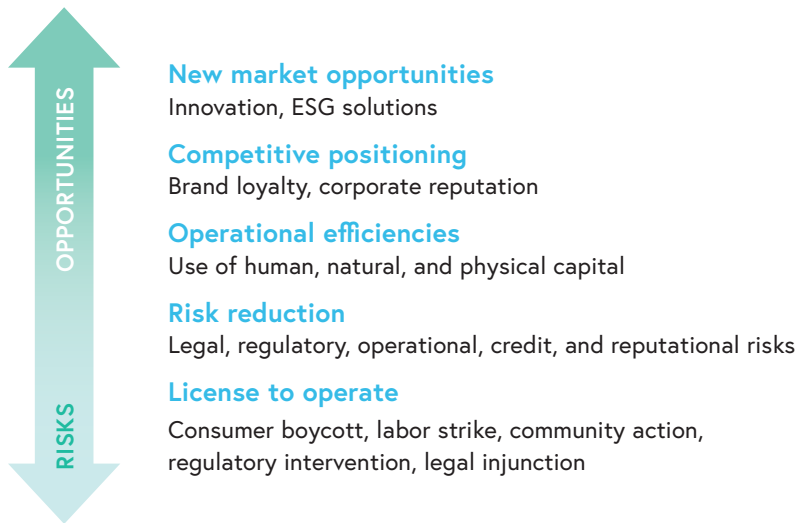 OPPORTUNITIES
New market opportunities
Innovation, ESG solutions
Competitive positioning
Brand loyalty, corporate reputation
Operational efficiencies
Use of human, natural, and physical capital
Risk reduction
Legal, regulatory, operational, credit, and reputational risks
License to operate
Consumer boycott, labor strike, community action,
regulatory intervention, legal injunction
RISKS